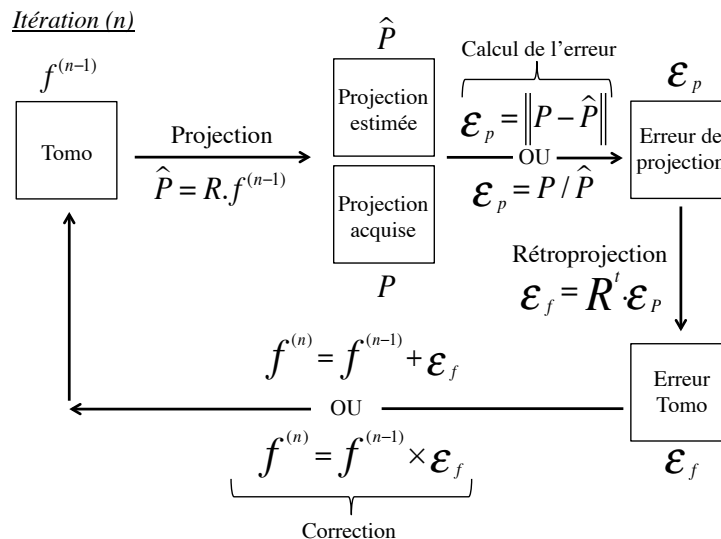 Itération (n)
f^(n−1)
Tomo
Projection
P̂ = R.f^(n−1)
P̂
Projection
estimée
Projection
acquise
P
Calcul de l'erreur
ε_p = ‖P − P̂‖
OU
ε_p = P / P̂
ε_p
Erreur de
projection
Rétroprojection
ε_f = R^t.ε_P
Erreur
Tomo
ε_f
f^(n) = f^(n−1) + ε_f
OU
f^(n) = f^(n−1) × ε_f
Correction